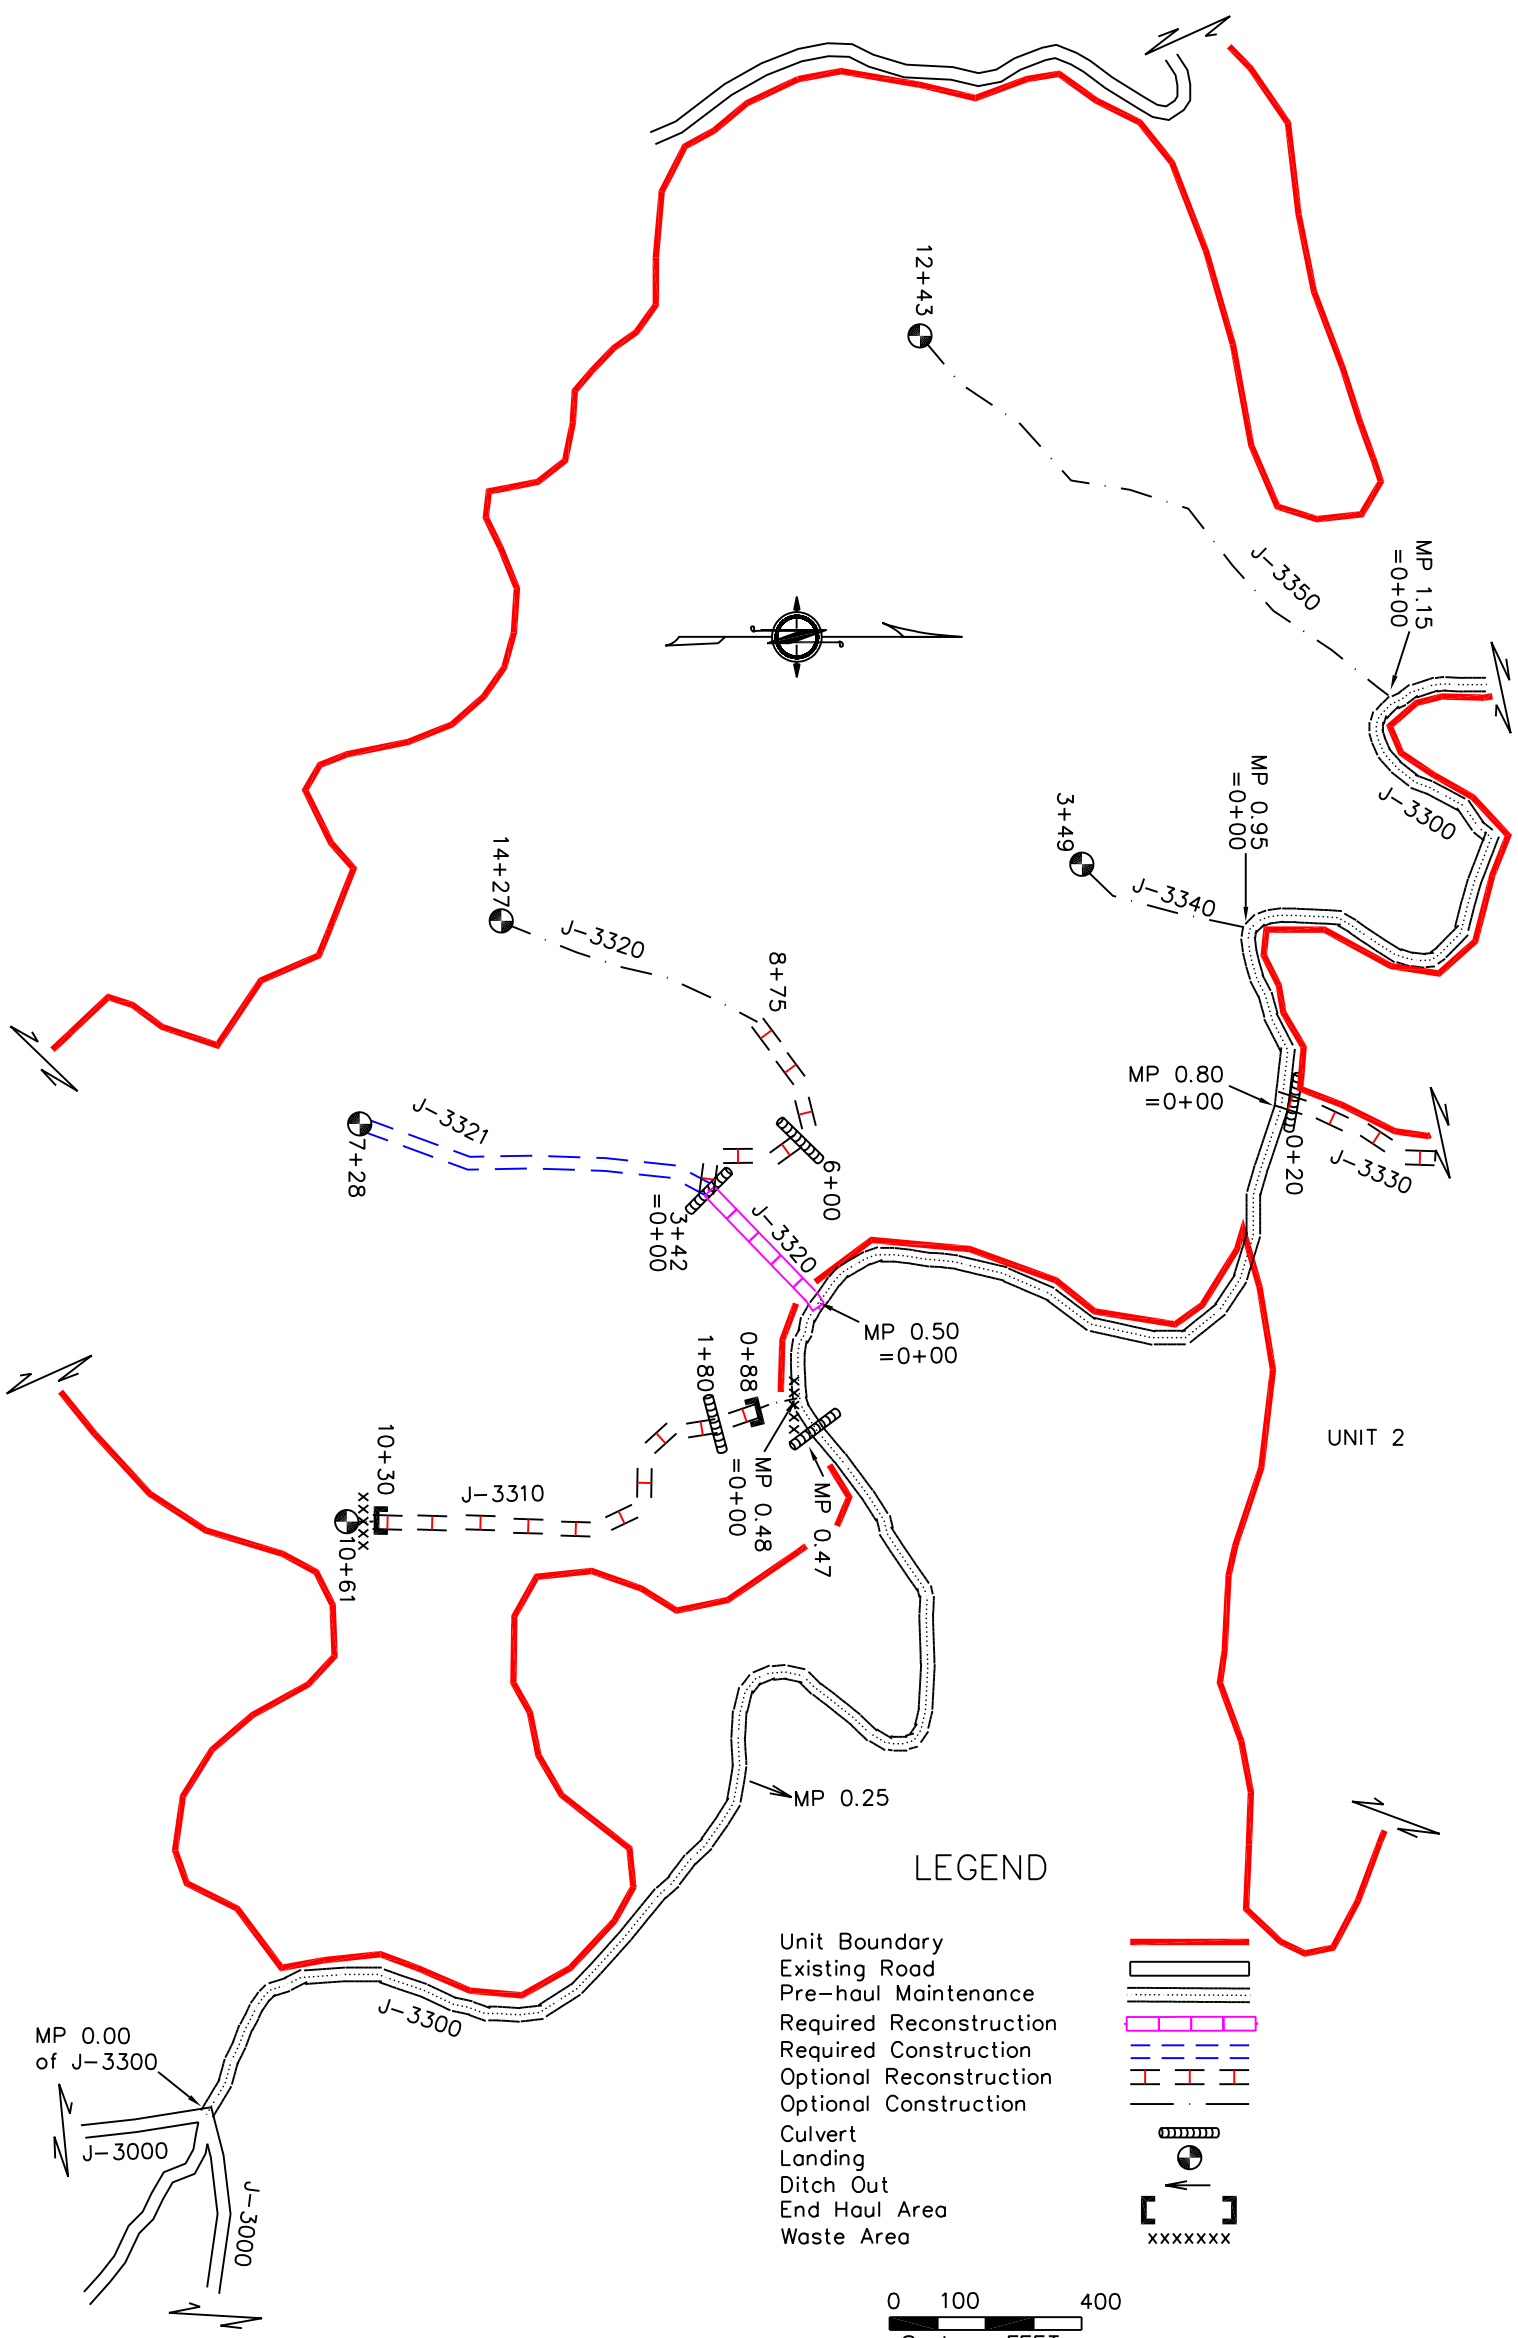 12+43
J-3350
MP 1.15
=0+00
J-3300
MP 0.95
=0+00
3+49
J-3340
14+27
J-3320
8+75
MP 0.80
=0+00
0+20
J-3330
J-3321
7+28
6+00
3+42
=0+00
J-3320
MP 0.50
=0+00
1+80
0+88
MP 0.48
=0+00
MP 0.47
10+30
J-3310
10+61
UNIT 2
MP 0.25
J-3300
MP 0.00
of J-3300
J-3000
J-3000
LEGEND
Unit Boundary
Existing Road
Pre-haul Maintenance
Required Reconstruction
Required Construction
Optional Reconstruction
Optional Construction
Culvert
Landing
Ditch Out
End Haul Area
Waste Area
xxxxxxx
0 100 400